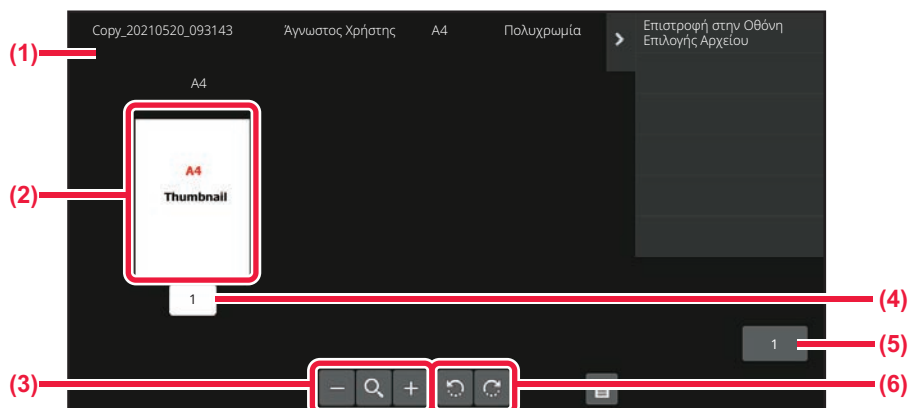 Copy_20210520_093143 Άγνωστος Χρήστης A4 Πολυχρωμία
Επιστροφή στην Οθόνη
Επιλογής Αρχείου
(1)
A4
A4
Thumbnail
(2)
1
(4)
1
(5)
(3)
(6)